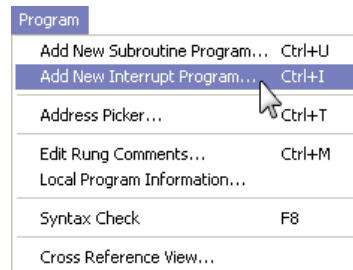 Program
Add New Subroutine Program... Ctrl+U
Add New Interrupt Program... Ctrl+I
Address Picker... Ctrl+T
Edit Rung Comments... Ctrl+M
Local Program Information...
Syntax Check F8
Cross Reference View...